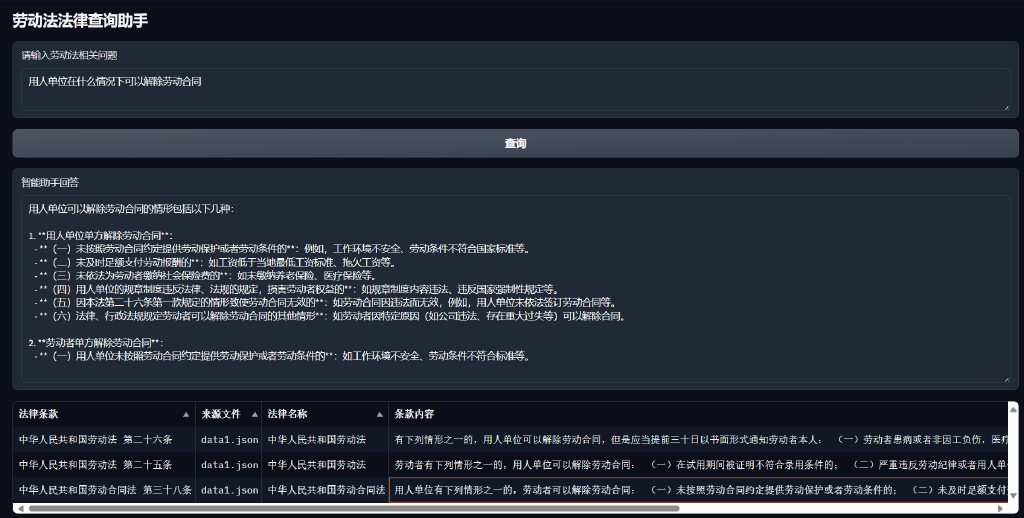 劳动法法律查询助手
请输入劳动法相关问题
用人单位在什么情况下可以解除劳动合同
查询
智能助手回答
用人单位可以解除劳动合同的情形包括以下几种：
1. **用人单位单方解除劳动合同**：
- **（一）未按照劳动合同约定提供劳动保护或者劳动条件的**：例如，工作环境不安全、劳动条件不符合国家标准等。
- **（二）未及时足额支付劳动报酬的**：如工资低于当地最低工资标准、拖欠工资等。
- **（三）未依法为劳动者缴纳社会保险费的**：如未缴纳养老保险、医疗保险等。
- **（四）用人单位的规章制度违反法律、法规的规定，损害劳动者权益的**：如规章制度内容违法、违反国家强制性规定等。
- **（五）因本法第二十六条第一款规定的情形致使劳动合同无效的**：如劳动合同因违法而无效，例如，用人单位未依法签订劳动合同等。
- **（六）法律、行政法规规定劳动者可以解除劳动合同的其他情形**：如劳动者因特定原因（如公司违法、存在重大过失等）可以解除合同。
2. **劳动者单方解除劳动合同**：
- **（一）用人单位未按照劳动合同约定提供劳动保护或者劳动条件的**：如工作环境不安全、劳动条件不符合标准等。
法律条款 来源文件 法律名称 条款内容
中华人民共和国劳动法 第二十六条 data1.json 中华人民共和国劳动法 有下列情形之一的，用人单位可以解除劳动合同，但是应当提前三十日以书面形式通知劳动者本人： （一）劳动者患病或者非因工负伤，医疗
中华人民共和国劳动法 第二十五条 data1.json 中华人民共和国劳动法 劳动者有下列情形之一的，用人单位可以解除劳动合同： （一）在试用期间被证明不符合录用条件的； （二）严重违反劳动纪律或者用人单
中华人民共和国劳动合同法 第三十八条 data1.json 中华人民共和国劳动合同法 用人单位有下列情形之一的，劳动者可以解除劳动合同： （一）未按照劳动合同约定提供劳动保护或者劳动条件的； （二）未及时足额支付